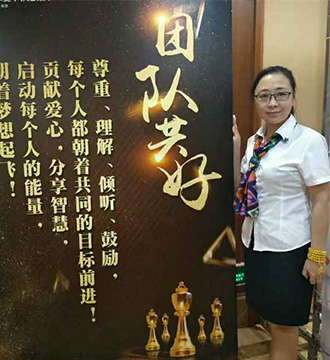 团队共好
尊重、理解、倾听、鼓励，
每个人都朝着共同的目标前进！
贡献爱心，分享智慧，
启动每个人的能量，
朝着梦想起飞！